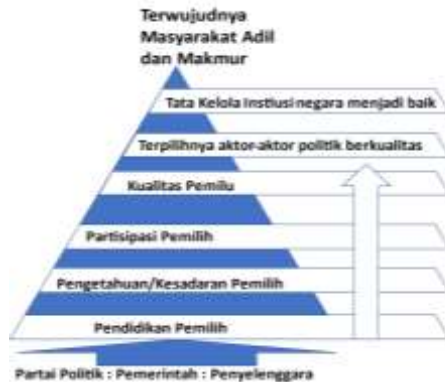 Terwujudnya
Masyarakat Adil
dan Makmur
Tata Kelola Instiusi negara menjadi baik
Terpilihnya aktor-aktor politik berkualitas
Kualitas Pemilu
Partisipasi Pemilih
Pengetahuan/Kesadaran Pemilih
Pendidikan Pemilih
Partai Politik : Pemerintah : Penyelenggara